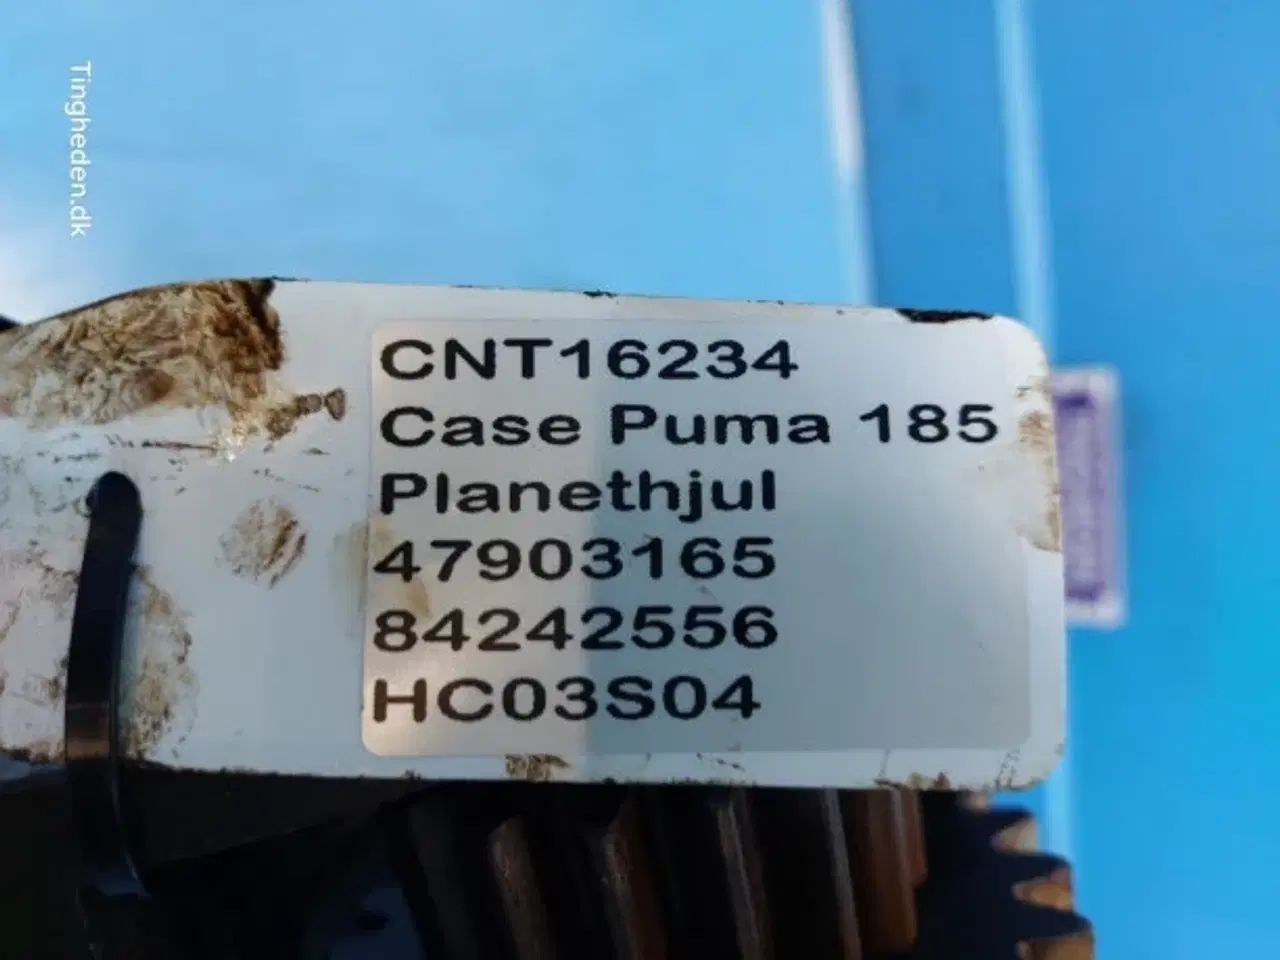 Tingheden.dk
CNT16234
Case Puma 185
Planethjul
47903165
84242556
HC03S04